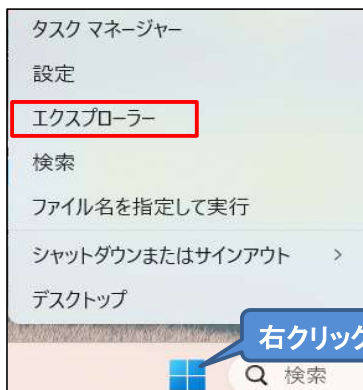 タスク マネージャー
設定
エクスプローラー
検索
ファイル名を指定して実行
シャットダウンまたはサインアウト
デスクトップ
右クリック
検索